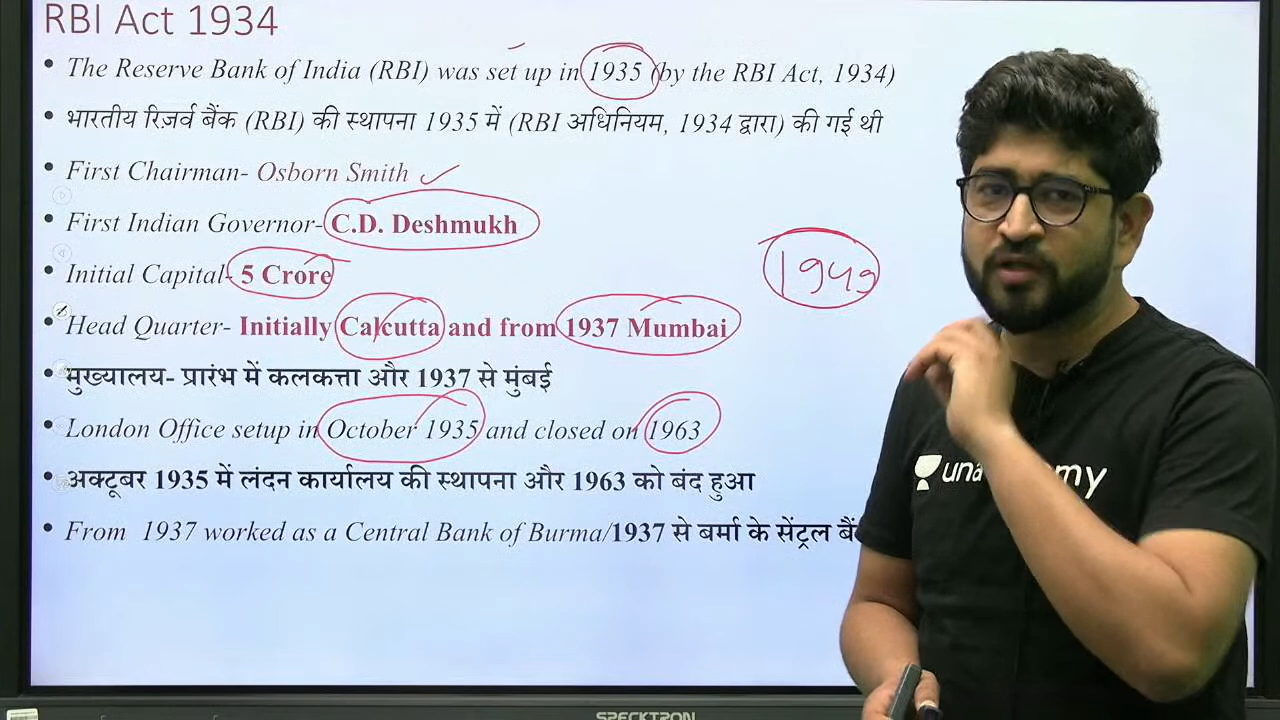 RBI Act 1934
• The Reserve Bank of India (RBI) was set up in 1935 (by the RBI Act, 1934)
• भारतीय रिज़र्व बैंक (RBI) की स्थापना 1935 में (RBI अधिनियम, 1934 द्वारा) की गई थी
• First Chairman- Osborn Smith
• First Indian Governor- C.D. Deshmukh
• Initial Capital- 5 Crore
1949
• Head Quarter- Initially Calcutta and from 1937 Mumbai
• मुख्यालय- प्रारंभ में कलकत्ता और 1937 से मुंबई
• London Office setup in October 1935 and closed on 1963
• अक्टूबर 1935 में लंदन कार्यालय की स्थापना और 1963 को बंद हुआ
• From 1937 worked as a Central Bank of Burma/1937 से बर्मा के सेंट्रल
SPECKTRON